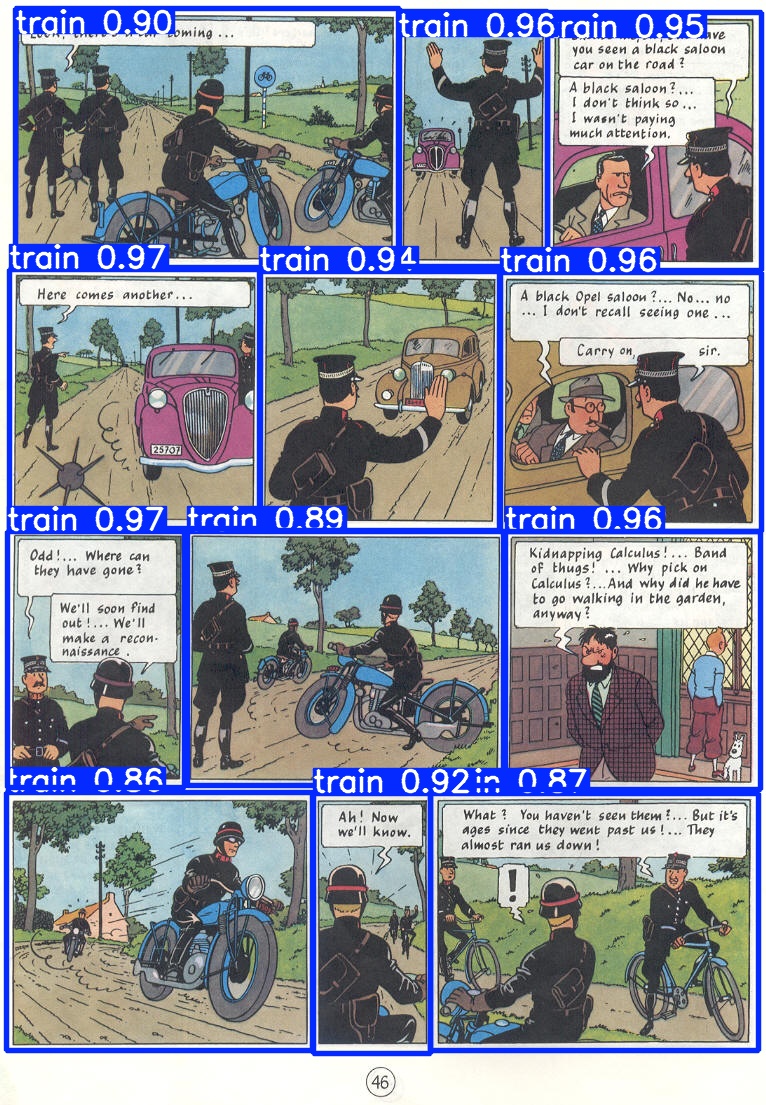 train 0.90
train 0.96
rain 0.95
coming ...
you seen a black saloon
car on the road?
A black saloon?...
I don't think so...
I wasn't paying
much attention.
train 0.97
train 0.94
train 0.96
Here comes another...
25707
A black Opel saloon?... No... no
... I don't recall seeing one ...
Carry on, sir.
train 0.97
train 0.89
train 0.96
Odd!... Where can
they have gone?
We'll soon find
out!... We'll
make a recon-
naissance.
Kidnapping Calculus!... Band
of thugs! ... Why pick on
Calculus?...And why did he have
to go walking in the garden,
anyway?
train 0.86
train 0.92
in 0.87
Ah! Now
we'll know.
What? You haven't seen them?... But it's
ages since they went past us!... They
almost ran us down!
!
46